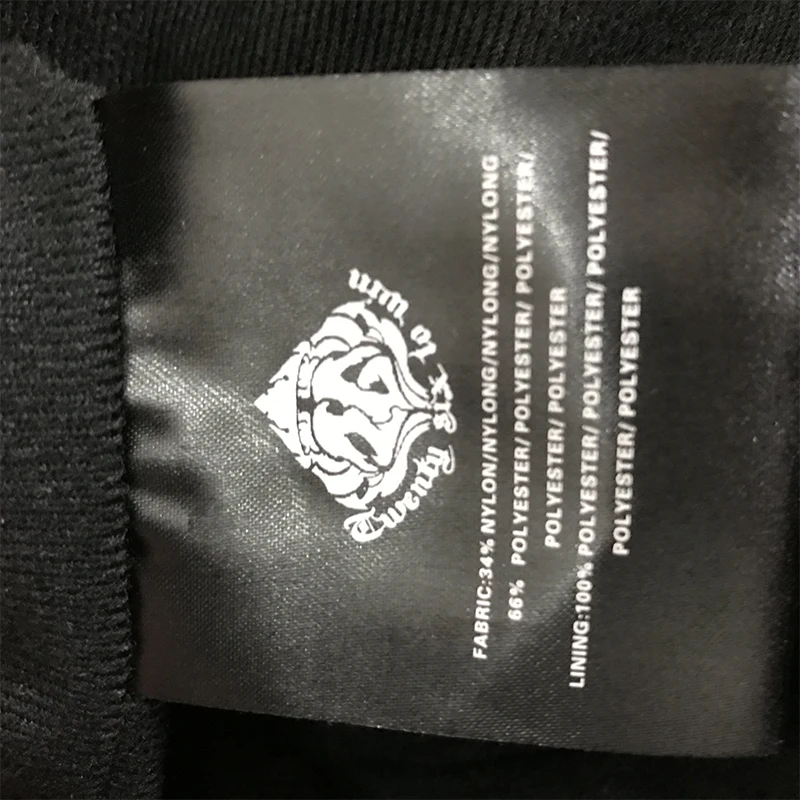 Twenty six to win
FABRIC:34% NYLON/NYLONG/NYLONG/NYLONG
66% POLYESTER/ POLYESTER/ POLYESTER/
POLYESTER/ POLYESTER
LINING:100% POLYESTER/ POLYESTER/ POLYESTER/
POLYESTER/ POLYESTER